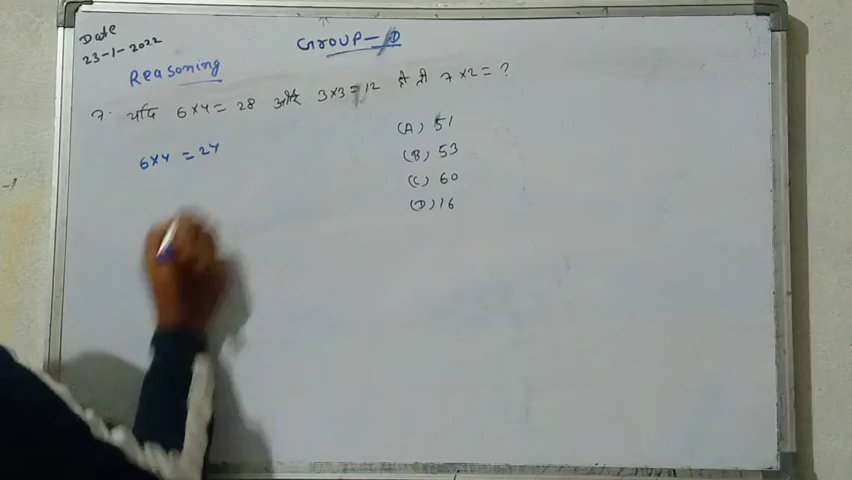 Date
23-1-2022
GROUP-D
Reasoning
7. यदि 6×4 = 28 और 3×3 = 12 है तो 7×2 = ?
(A) 51
(B) 53
(C) 60
(D) 16
6×4 = 24